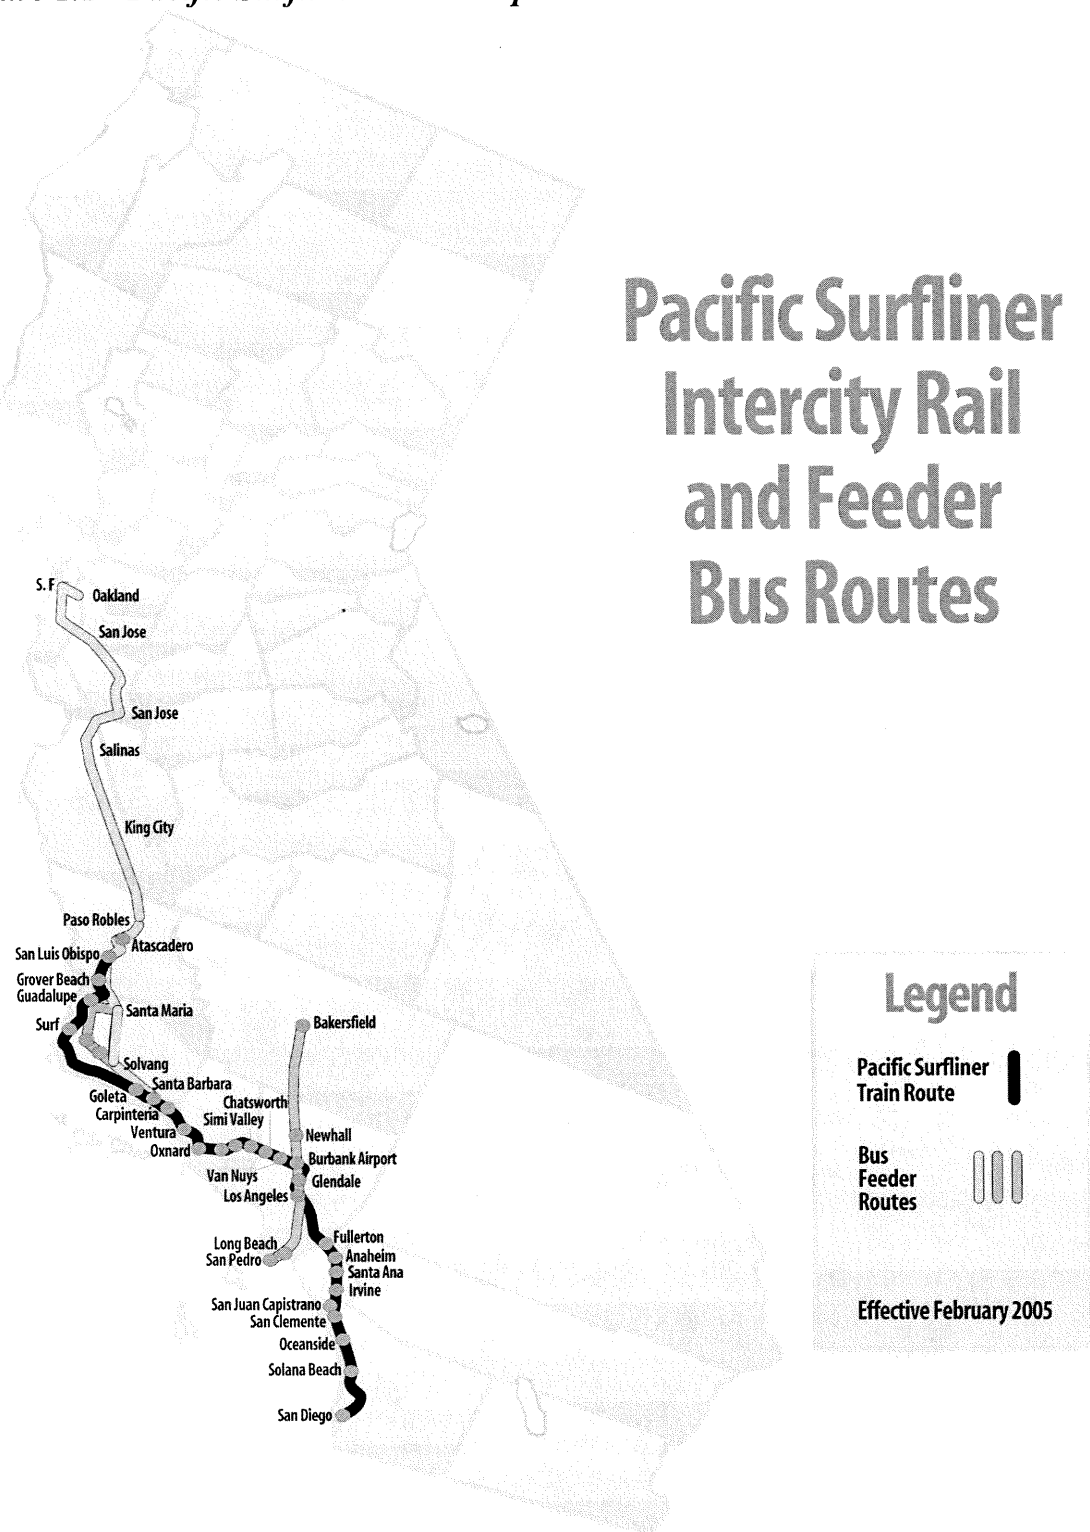 Pacific Surfliner
Intercity Rail
and Feeder
Bus Routes
S. F
Oakland
San Jose
San Jose
Salinas
King City
Paso Robles
Atascadero
San Luis Obispo
Grover Beach
Guadalupe
Santa Maria
Surf
Bakersfield
Solvang
Santa Barbara
Goleta
Chatsworth
Carpinteria
Simi Valley
Ventura
Newhall
Oxnard
Burbank Airport
Van Nuys
Glendale
Los Angeles
Fullerton
Long Beach
Anaheim
San Pedro
Santa Ana
Irvine
San Juan Capistrano
San Clemente
Oceanside
Solana Beach
San Diego
Legend
Pacific Surfliner
Train Route
Bus
Feeder
Routes
Effective February 2005